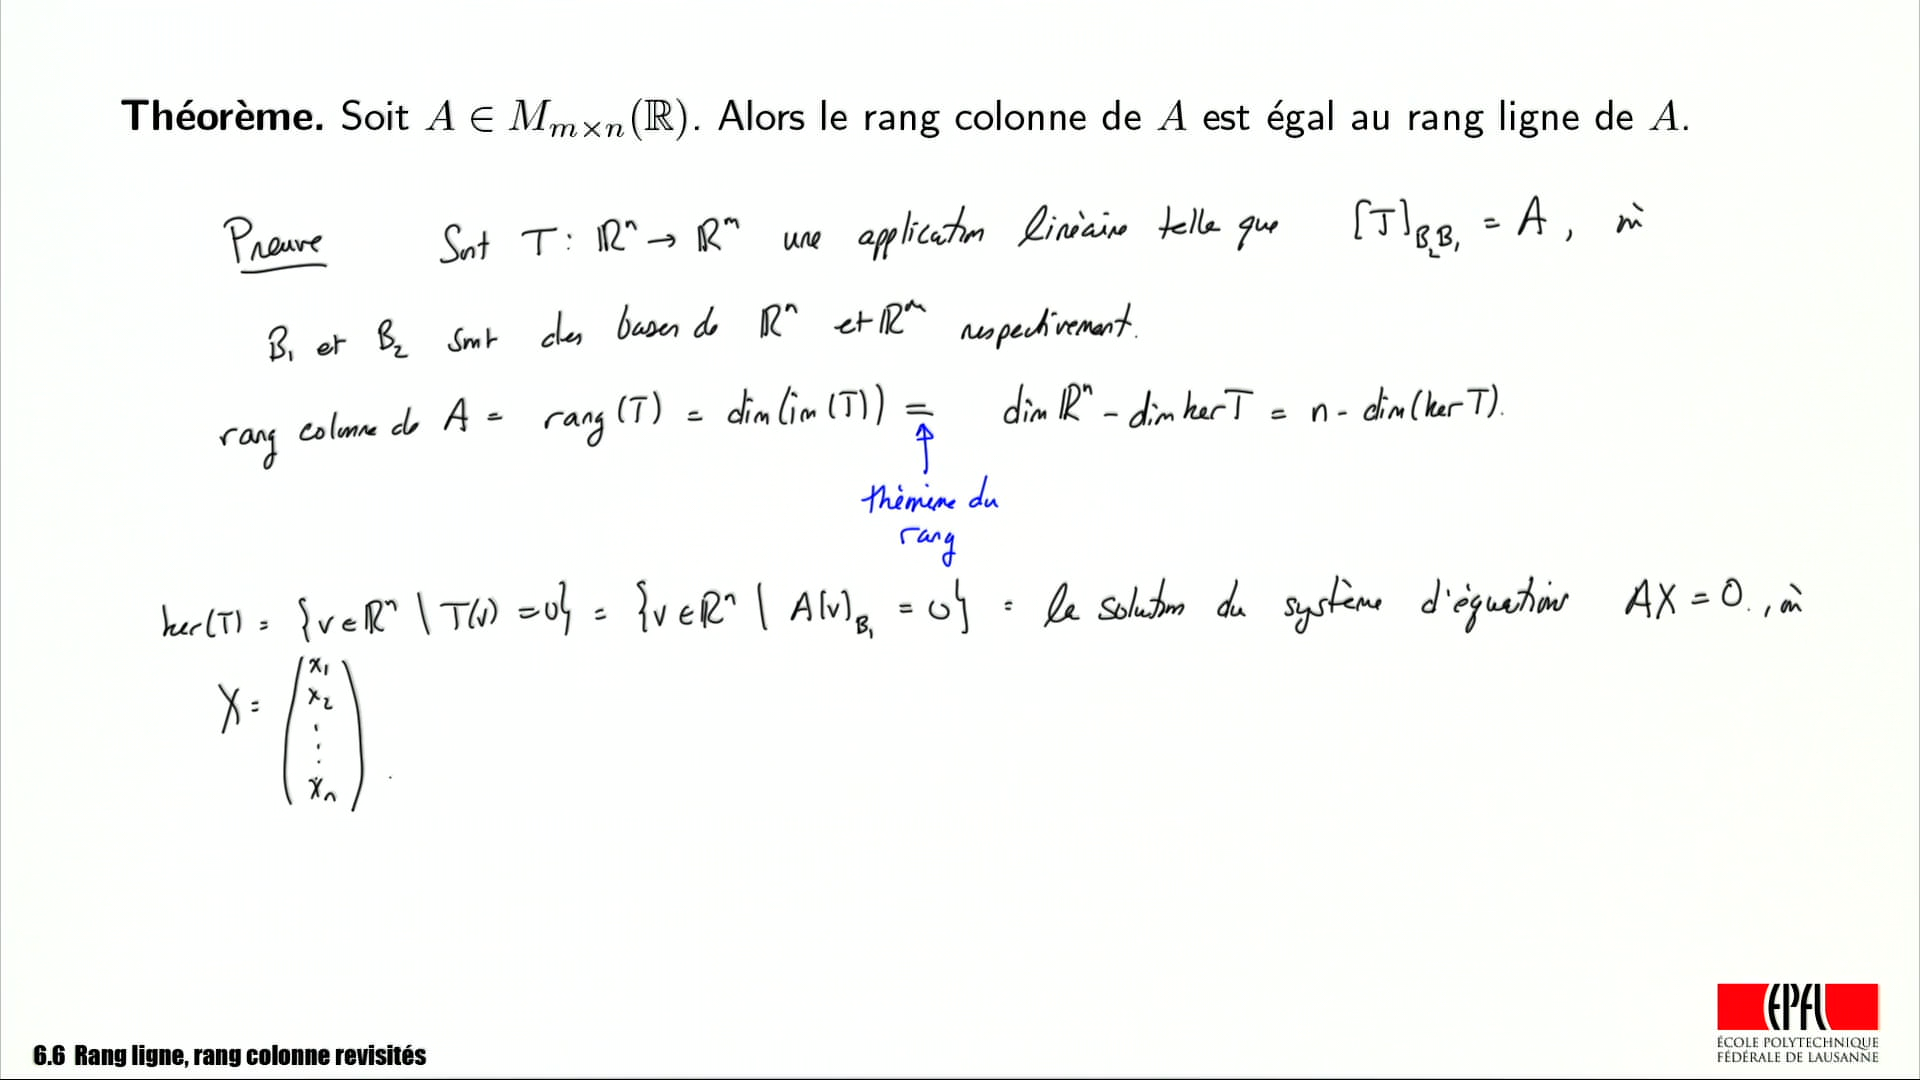 Théorème. Soit A ∈ M_{m×n}(ℝ). Alors le rang colonne de A est égal au rang ligne de A.
Preuve Soit T : ℝⁿ → ℝᵐ une application linéaire telle que [T]_{B₂B₁} = A, où
B₁ et B₂ sont des bases de ℝⁿ et ℝᵐ respectivement.
rang colonne de A = rang (T) = dim(im(T)) = dim ℝⁿ - dim ker T = n - dim(ker T).
théorème du
rang
ker(T) = {v ∈ ℝⁿ | T(v) = 0} = {v ∈ ℝⁿ | A[v]_{B₁} = 0} = la solution du système d'équations AX = 0., où
X = (x₁
x₂
⋮
xₙ).
6.6 Rang ligne, rang colonne revisités
EPFL
ÉCOLE POLYTECHNIQUE
FÉDÉRALE DE LAUSANNE